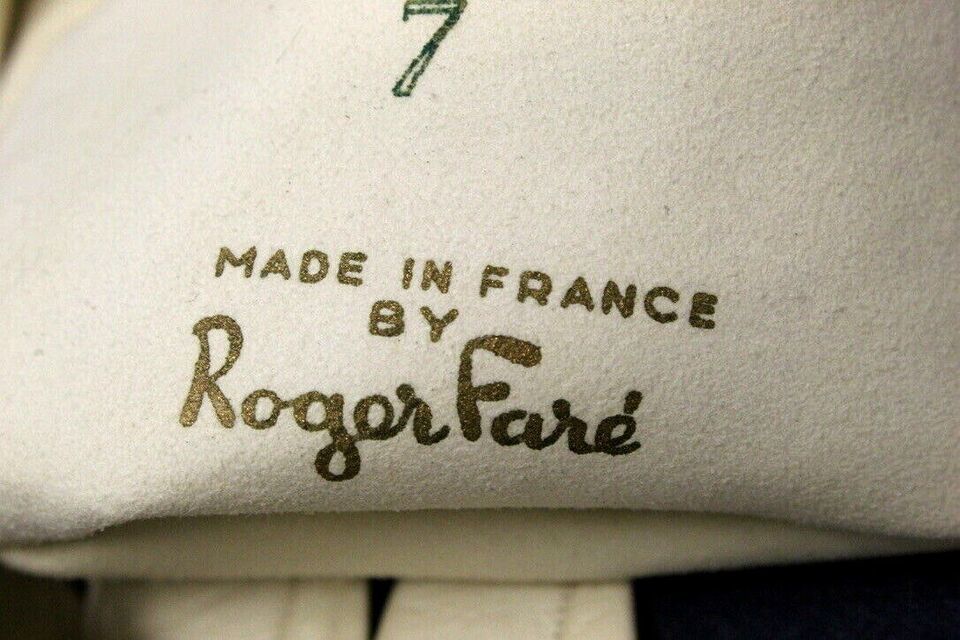 7
MADE IN FRANCE
BY
Roger Faré